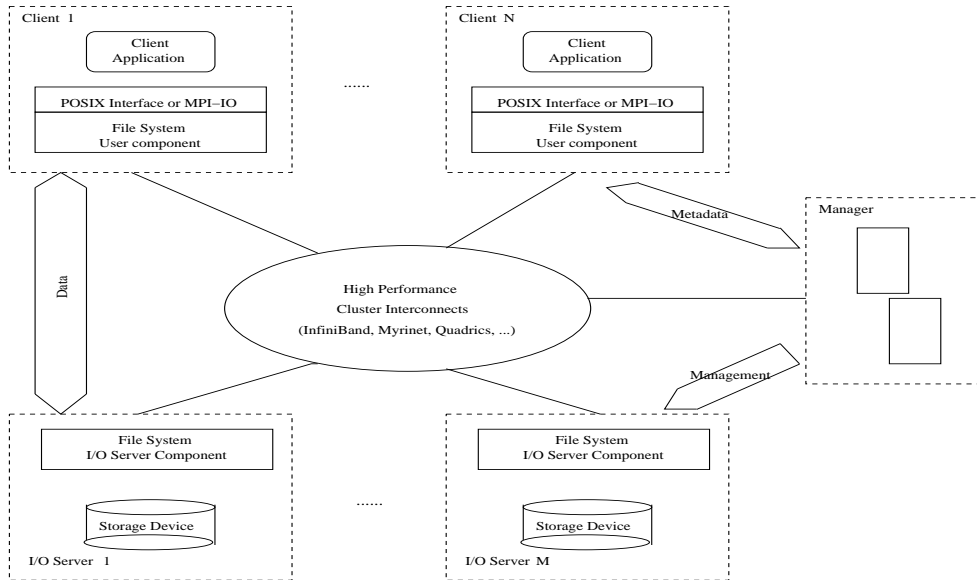 Client 1
Client N
Client
Application
Client
Application
......
POSIX Interface or MPI−IO
POSIX Interface or MPI−IO
File System
User component
File System
User component
Metadata
Manager
Data
High Performance
Cluster Interconnects
(InfiniBand, Myrinet, Quadrics, ...)
Management
File System
I/O Server Component
File System
I/O Server Component
......
Storage Device
Storage Device
I/O Server 1
I/O Server M